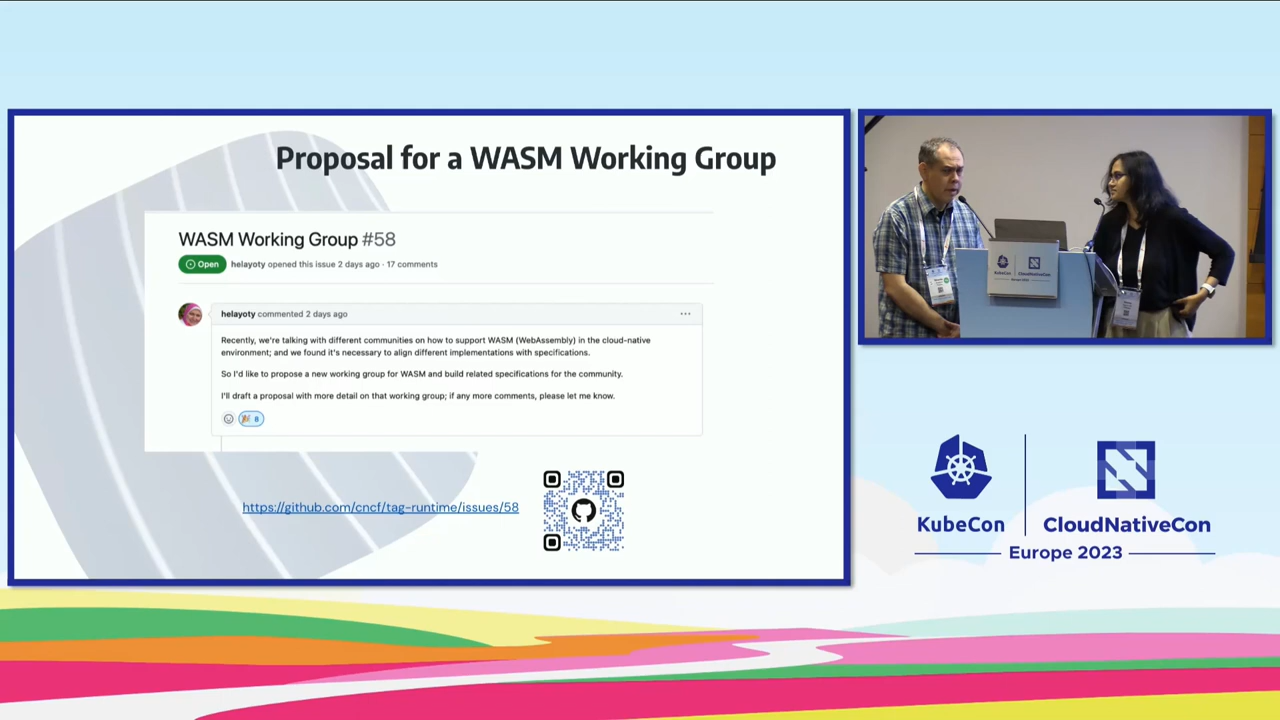 Proposal for a WASM Working Group
WASM Working Group #58
Open
helayoty opened this issue 2 days ago · 17 comments
helayoty commented 2 days ago
Recently, we're talking with different communities on how to support WASM (WebAssembly) in the cloud-native
environment; and we found it's necessary to align different implementations with specifications.
So I'd like to propose a new working group for WASM and build related specifications for the community.
I'll draft a proposal with more detail on that working group; if any more comments, please let me know.
8
https://github.com/cncf/tag-runtime/issues/58
KubeCon
CloudNativeCon
KubeCon
CloudNativeCon
Europe 2023